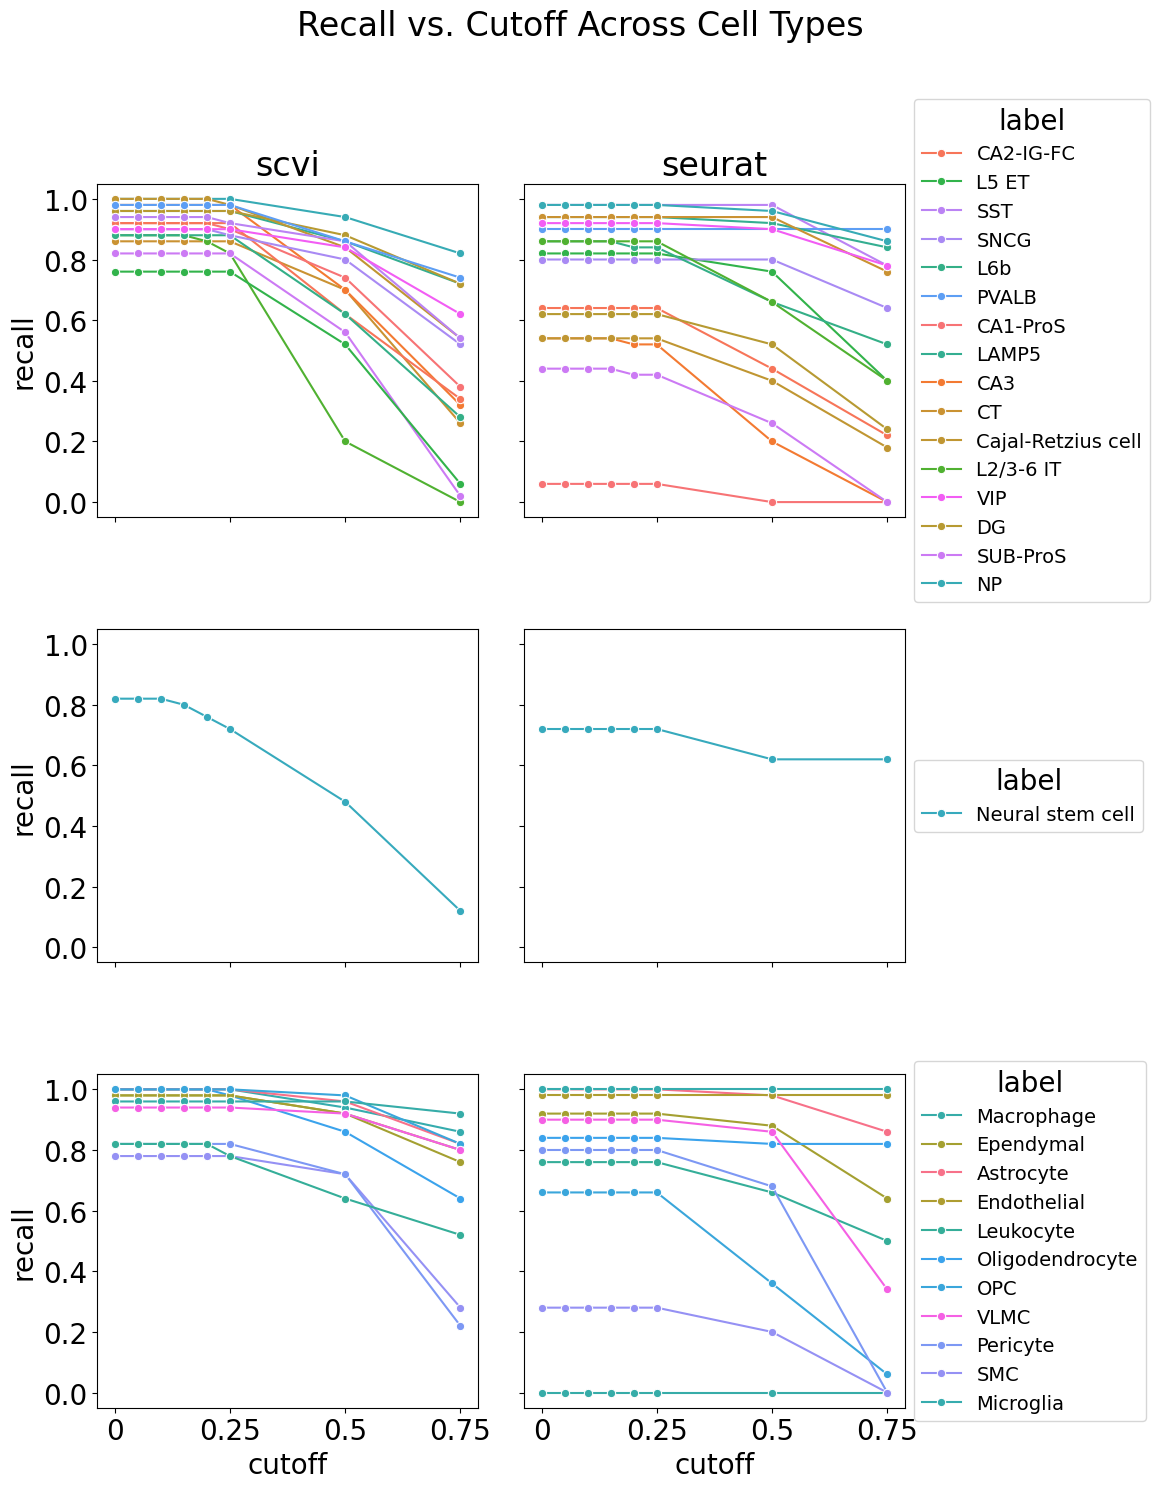 Recall vs. Cutoff Across Cell Types
scvi
seurat
recall
1.0
0.8
0.6
0.4
0.2
0.0
label
CA2-IG-FC
L5 ET
SST
SNCG
L6b
PVALB
CA1-ProS
LAMP5
CA3
CT
Cajal-Retzius cell
L2/3-6 IT
VIP
DG
SUB-ProS
NP
recall
1.0
0.8
0.6
0.4
0.2
0.0
label
Neural stem cell
recall
1.0
0.8
0.6
0.4
0.2
0.0
0 0.25 0.5 0.75
cutoff
0 0.25 0.5 0.75
cutoff
label
Macrophage
Ependymal
Astrocyte
Endothelial
Leukocyte
Oligodendrocyte
OPC
VLMC
Pericyte
SMC
Microglia